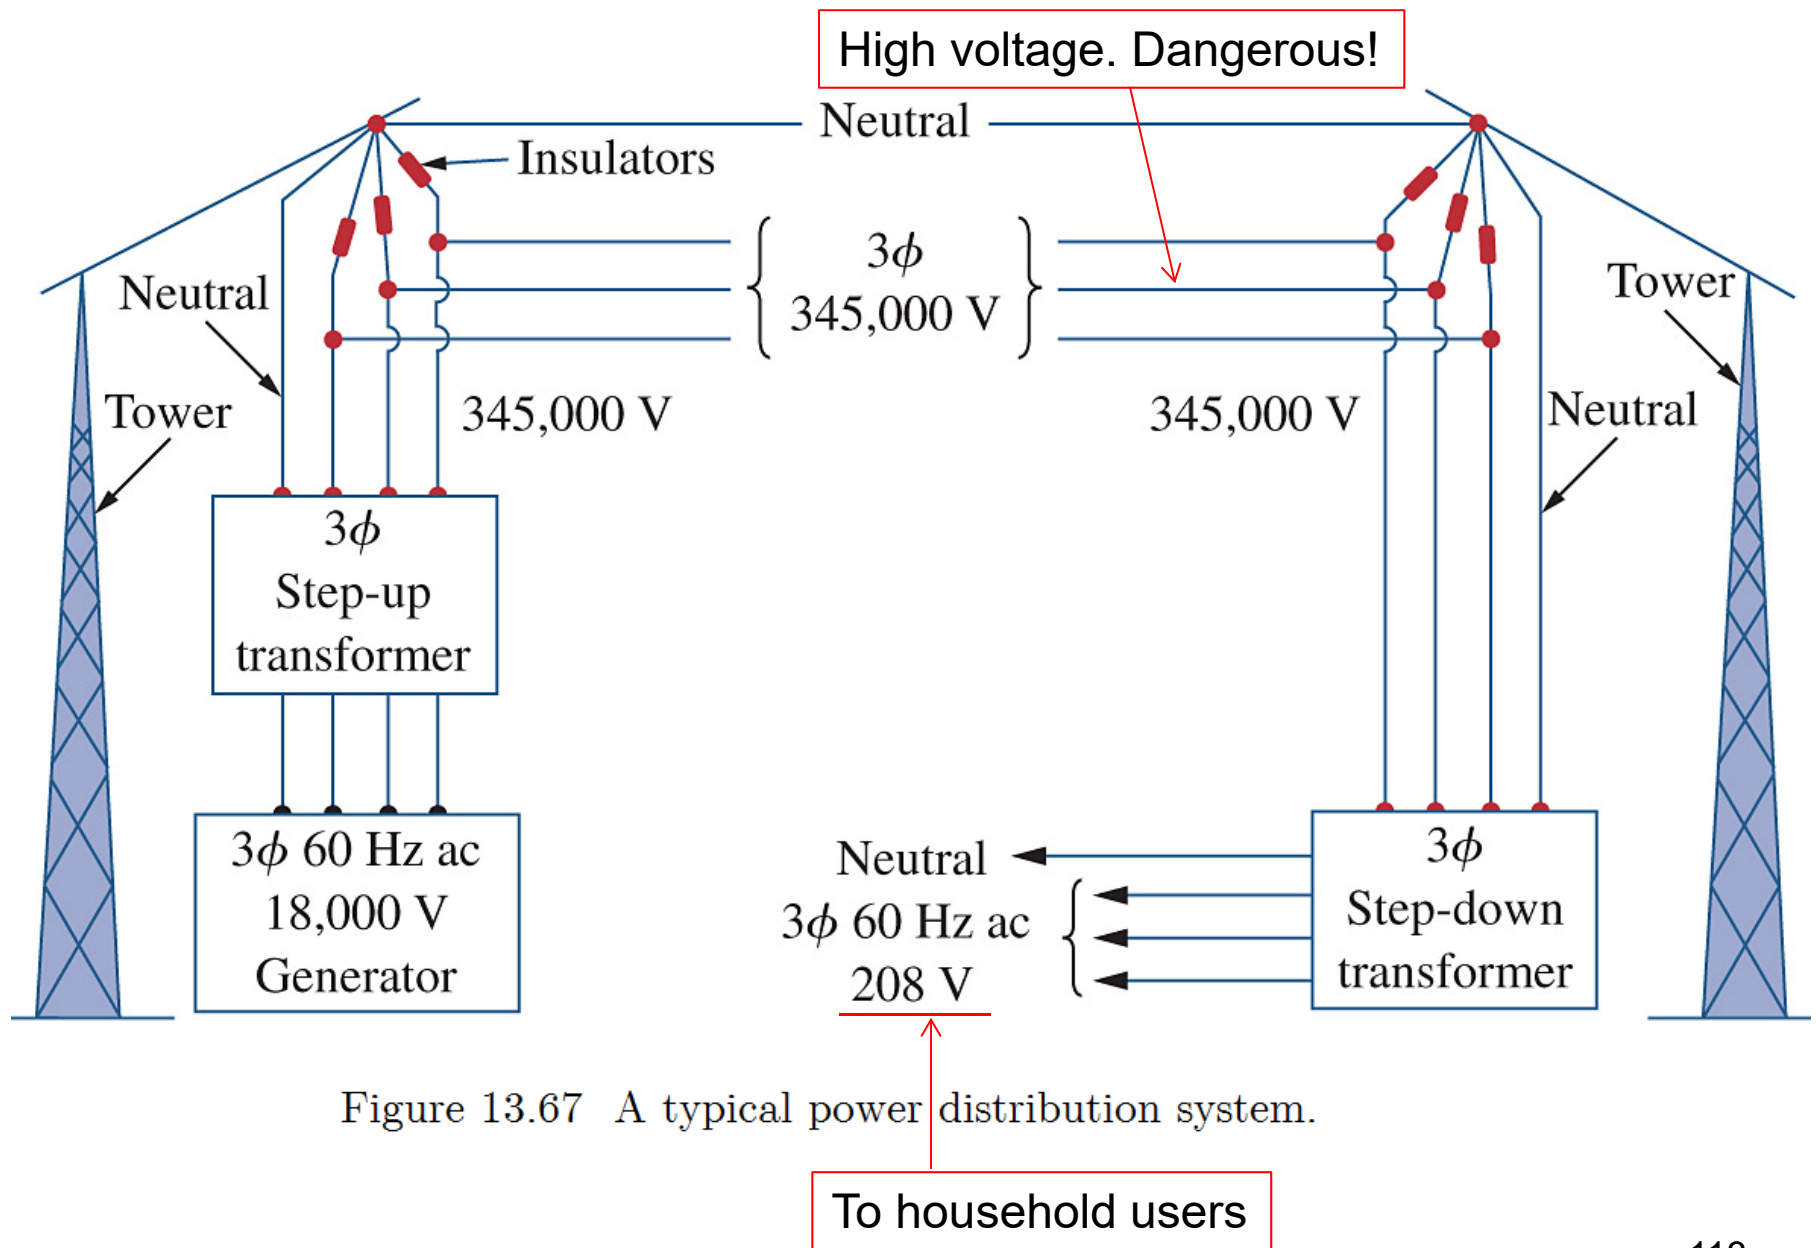 High voltage. Dangerous!
Neutral
Insulators
3ϕ
345,000 V
Neutral
Tower
345,000 V
345,000 V
Tower
Neutral
3ϕ
Step-up
transformer
3ϕ 60 Hz ac
18,000 V
Generator
Neutral
3ϕ 60 Hz ac
208 V
3ϕ
Step-down
transformer
Figure 13.67 A typical power distribution system.
To household users